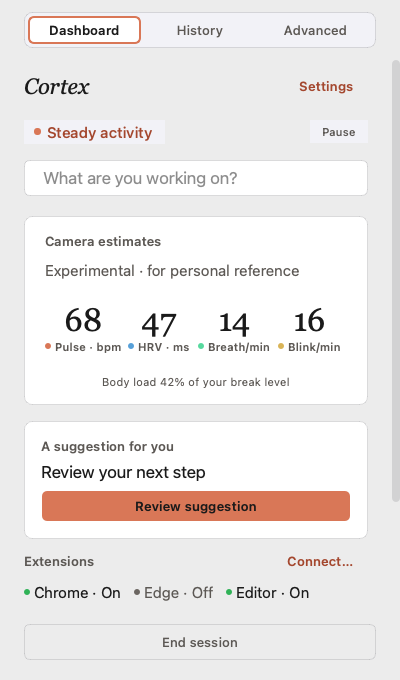 Dashboard History Advanced
Cortex Settings
Steady activity Pause
What are you working on?
Camera estimates
Experimental · for personal reference
68 47 14 16
Pulse · bpm HRV · ms Breath/min Blink/min
Body load 42% of your break level
A suggestion for you
Review your next step
Review suggestion
Extensions Connect...
Chrome · On Edge · Off Editor · On
End session